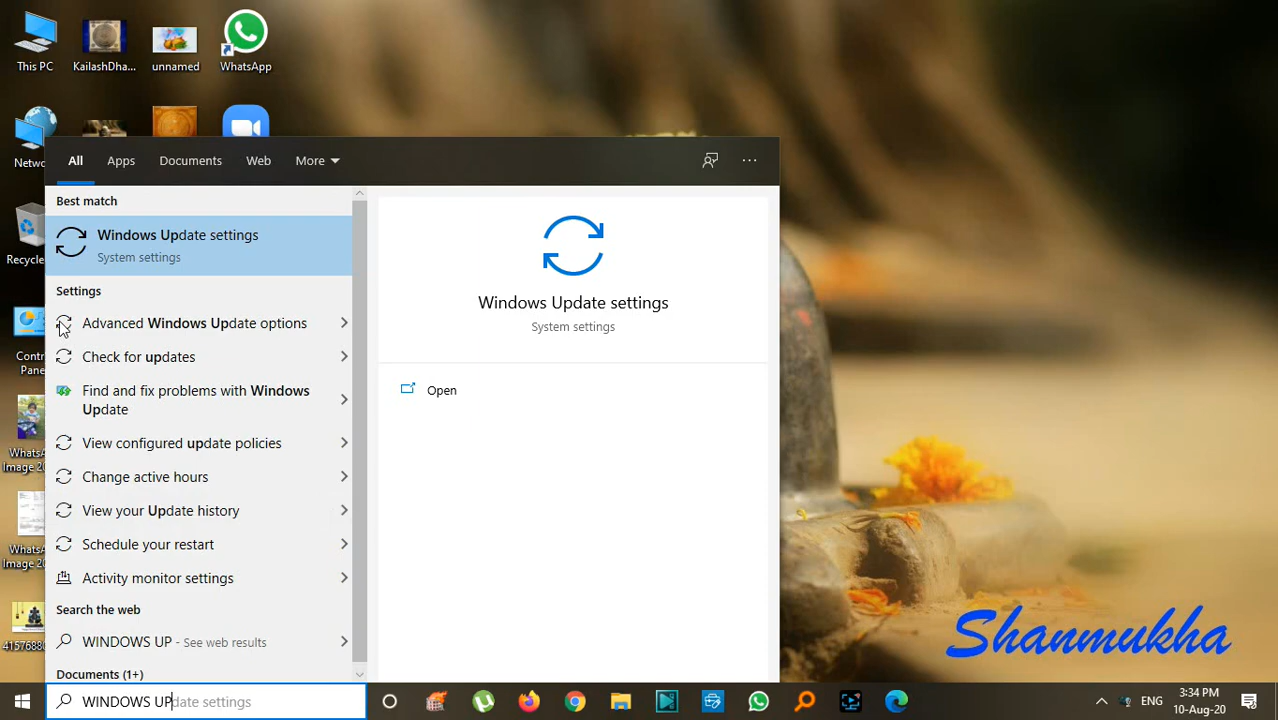 This PC
KailashDha...
unnamed
WhatsApp
Netwo
Recycle
Contr
Panel
WhatsA
Image 20
WhatsA
Image 20
4157688
All
Apps
Documents
Web
More
Best match
Windows Update settings
System settings
Settings
Advanced Windows Update options
Check for updates
Find and fix problems with Windows
Update
View configured update policies
Change active hours
View your Update history
Schedule your restart
Activity monitor settings
Search the web
WINDOWS UP - See web results
Documents (1+)
WINDOWS UPdate settings
Windows Update settings
System settings
Open
Shanmukha
ENG
3:34 PM
10-Aug-20